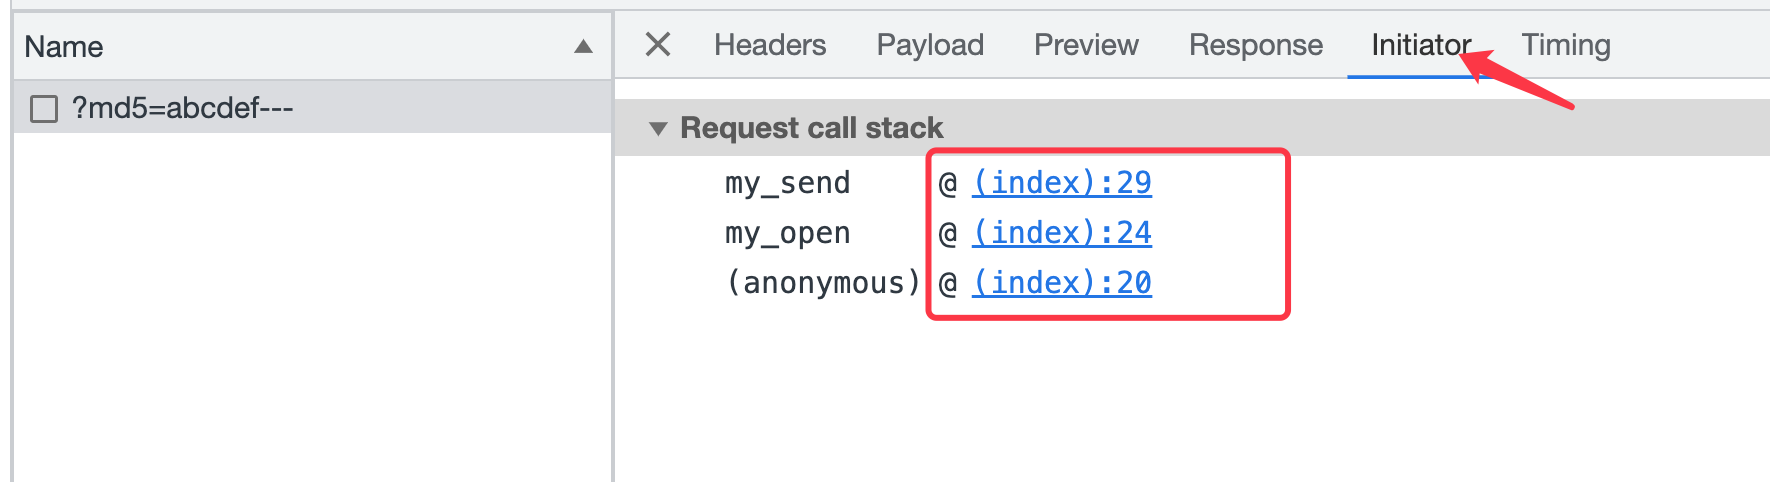 Name
Headers Payload Preview Response Initiator Timing
?md5=abcdef---
Request call stack
my_send @ (index):29
my_open @ (index):24
(anonymous) @ (index):20